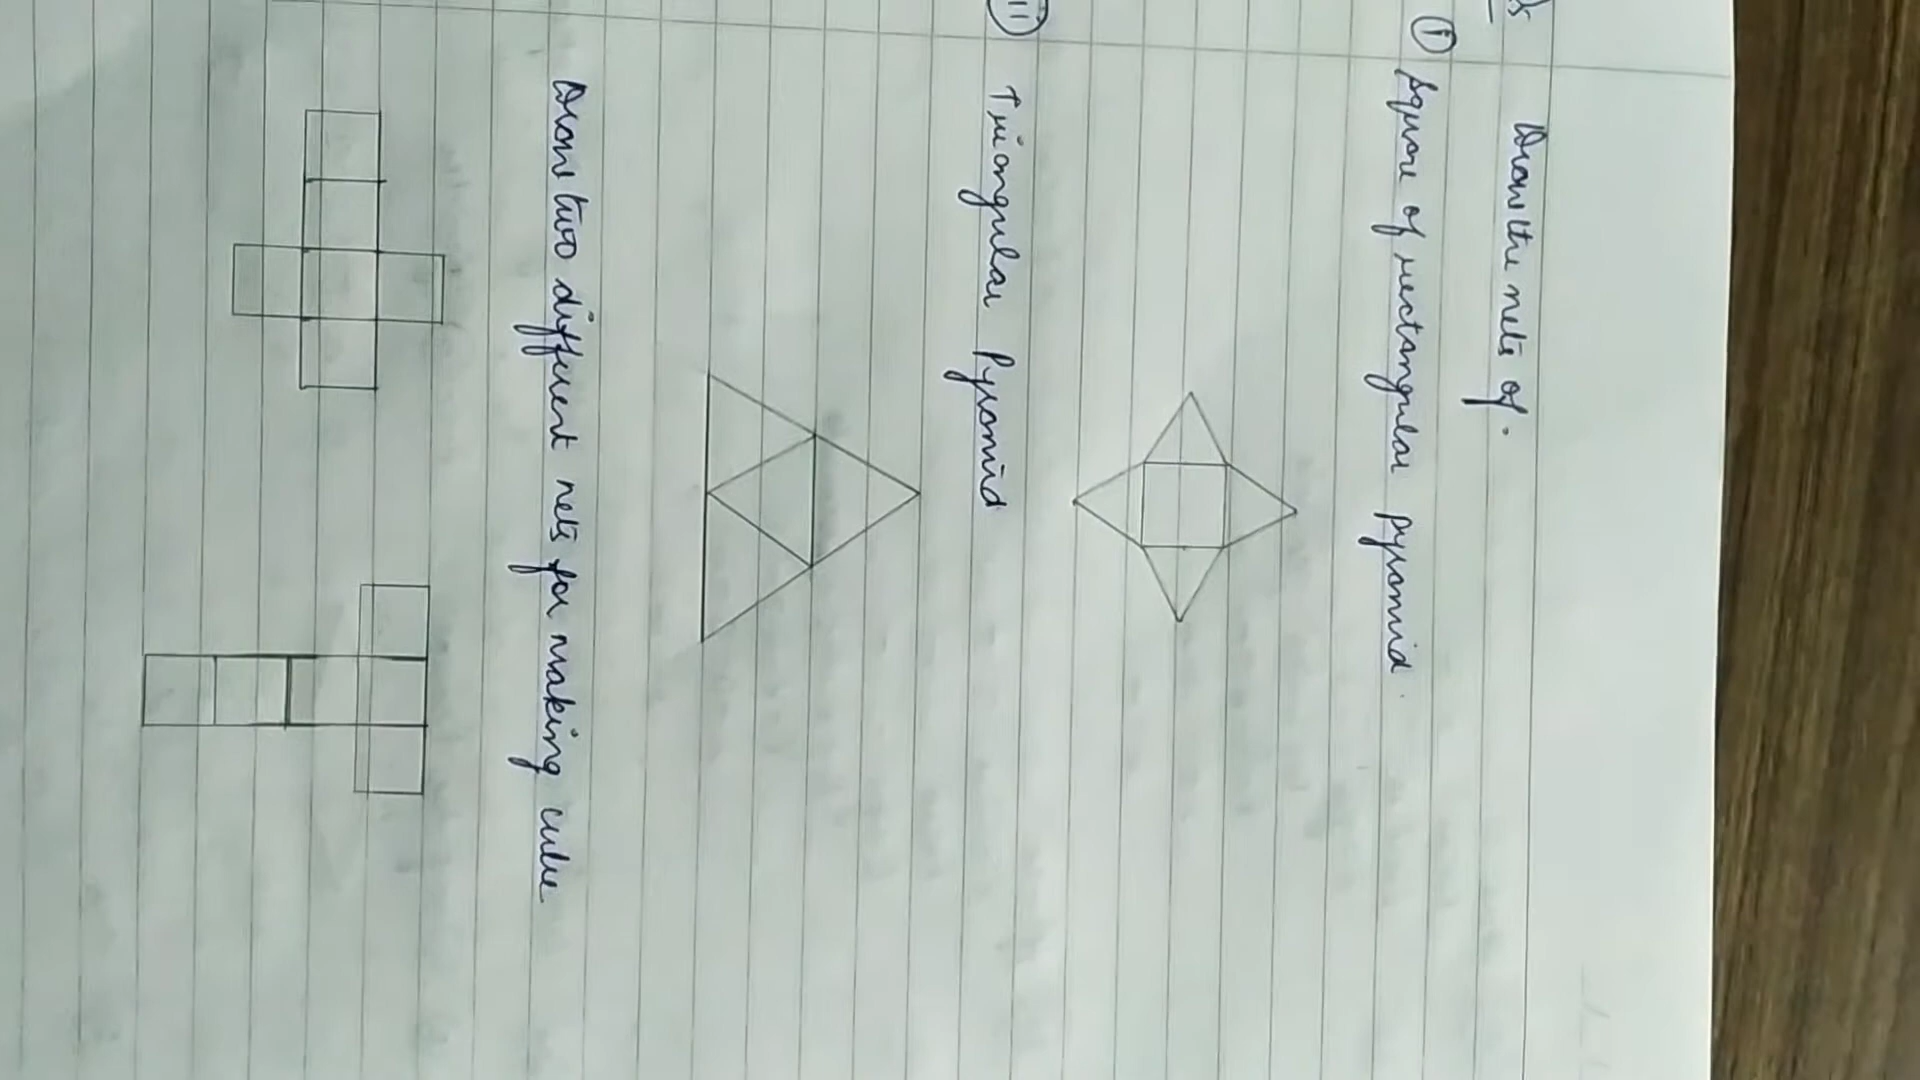 Draw the nets of.
(i) Square of rectangular pyramid.
(ii) Triangular Pyramid
Draw two different nets for making cube